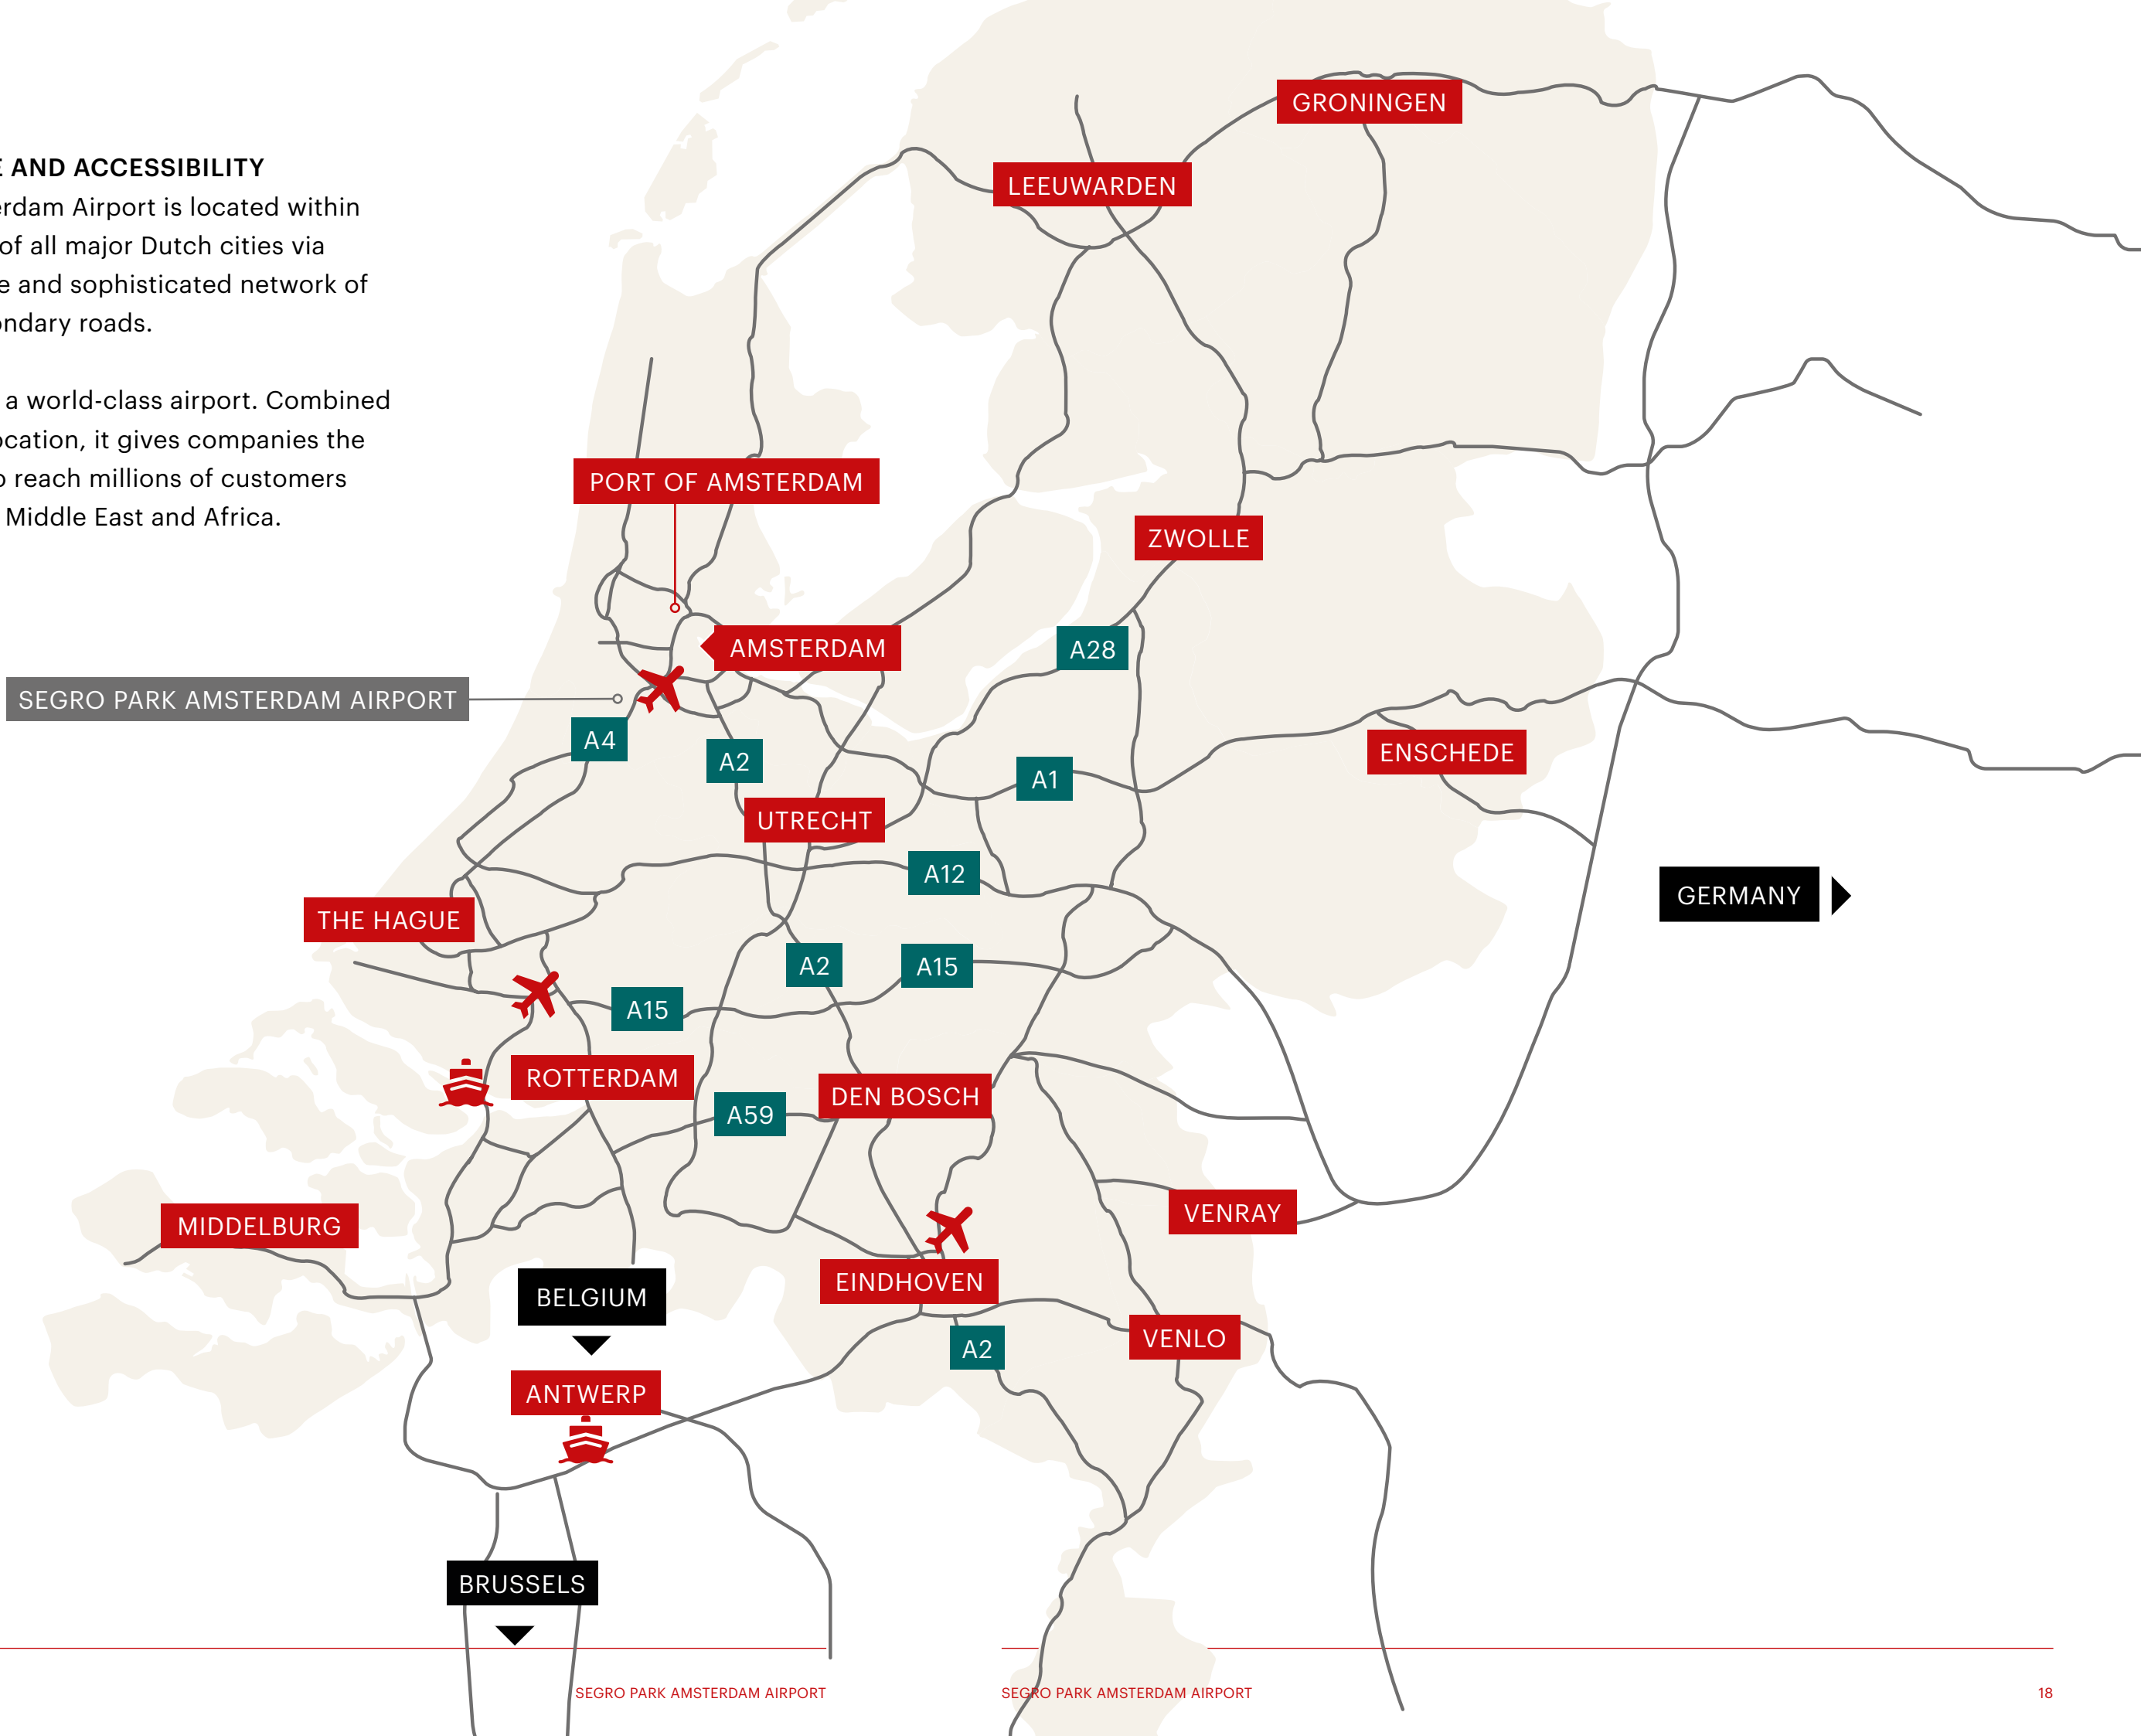 AND ACCESSIBILITY
Airport is located within
of all major Dutch cities via
and sophisticated network of
roads.
a world-class airport. Combined
it gives companies the
reach millions of customers
Middle East and Africa.
GRONINGEN
LEEUWARDEN
PORT OF AMSTERDAM
ZWOLLE
AMSTERDAM
A28
SEGRO PARK AMSTERDAM AIRPORT
A4
A2
A1
ENSCHEDE
UTRECHT
A12
GERMANY
THE HAGUE
A2
A15
A15
ROTTERDAM
DEN BOSCH
A59
VENRAY
MIDDELBURG
EINDHOVEN
BELGIUM
VENLO
A2
ANTWERP
BRUSSELS
SEGRO PARK AMSTERDAM AIRPORT
SEGRO PARK AMSTERDAM AIRPORT
18